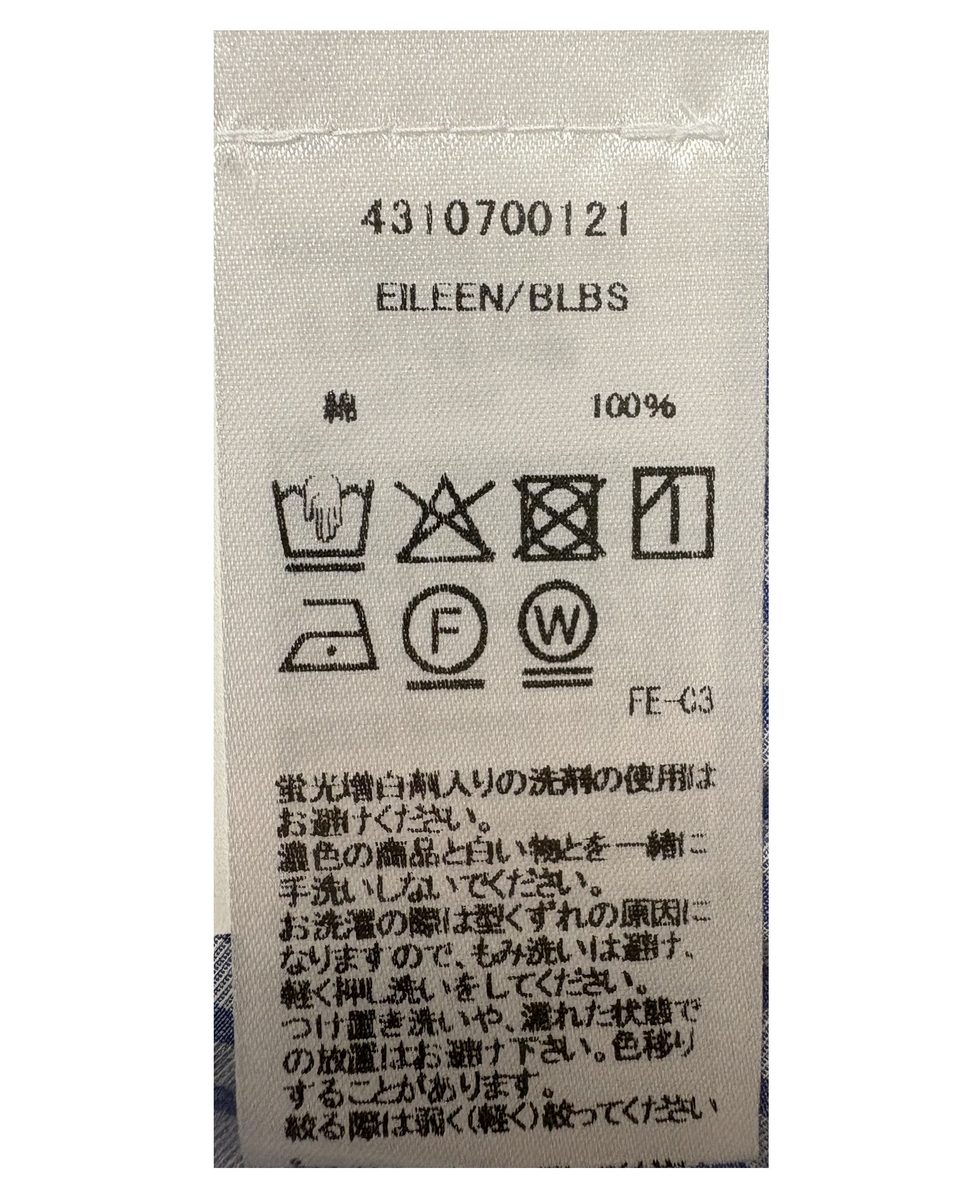 4310700121
EILEEN/BLBS
綿 100%
F W
FE-03
蛍光増白剤入りの洗剤の使用は
お避けください。
濃色の商品と白い物とを一緒に
手洗いしないでください。
お洗濯の際は型くずれの原因に
なりますので、もみ洗いは避け、
軽く押し洗いをしてください。
つけ置き洗いや、濡れた状態で
の放置はお避け下さい。色移り
することがあります。
絞る際は弱く(軽く)絞ってください